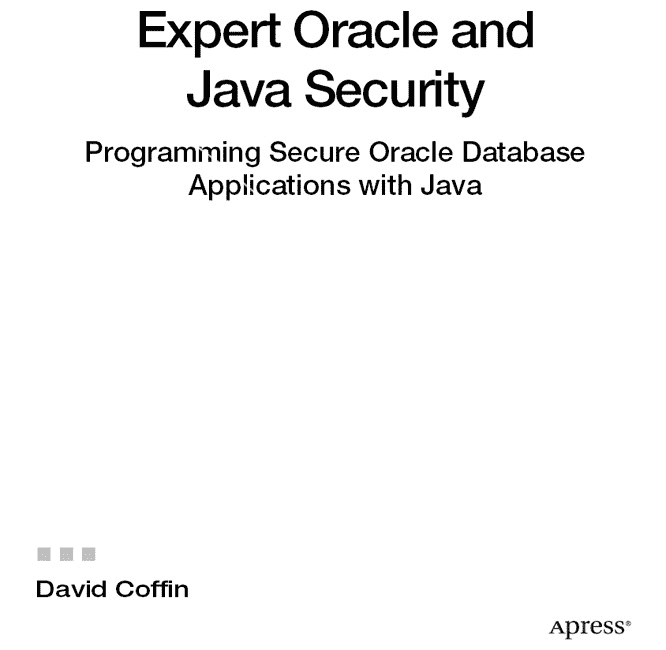 Expert Oracle and
Java Security
Programming Secure Oracle Database
Applications with Java
David Coffin
Apress®